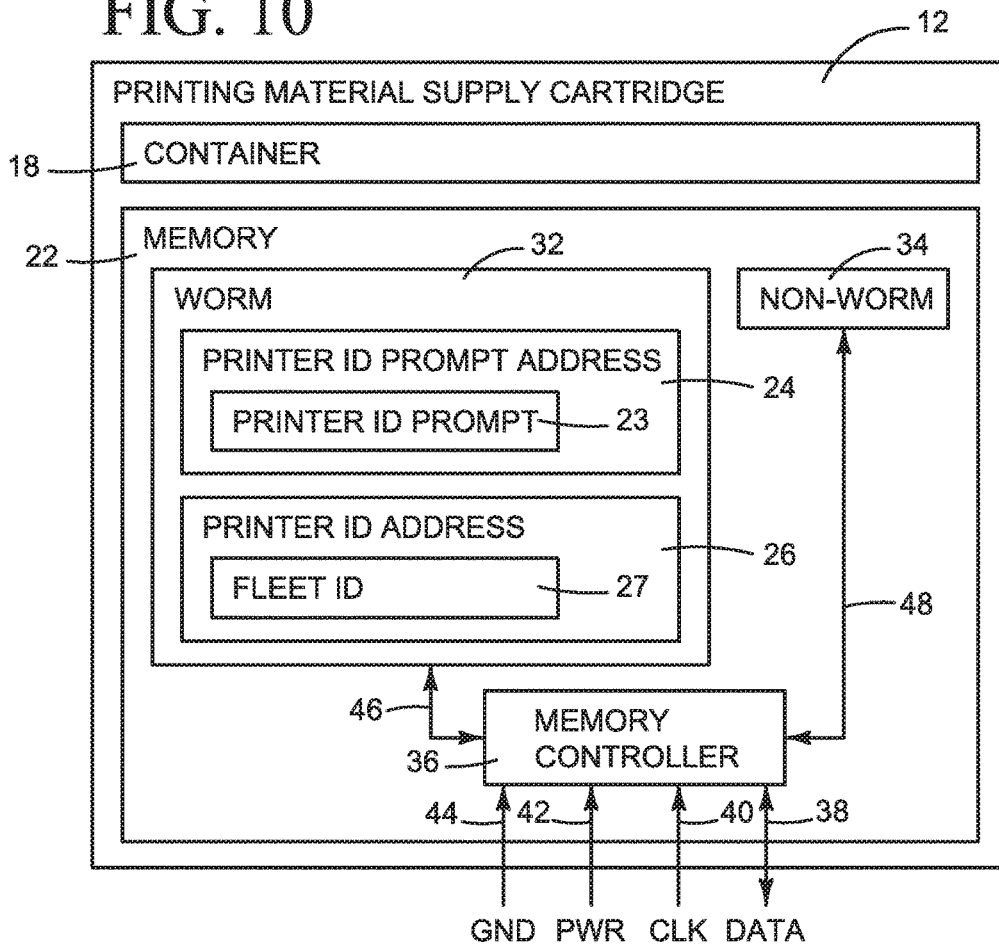 FIG. 10
12
PRINTING MATERIAL SUPPLY CARTRIDGE
CONTAINER
18
MEMORY
22
32
34
WORM
NON-WORM
PRINTER ID PROMPT ADDRESS
24
PRINTER ID PROMPT
23
PRINTER ID ADDRESS
26
FLEET ID
27
48
46
MEMORY
CONTROLLER
36
44
42
40
38
GND PWR CLK DATA